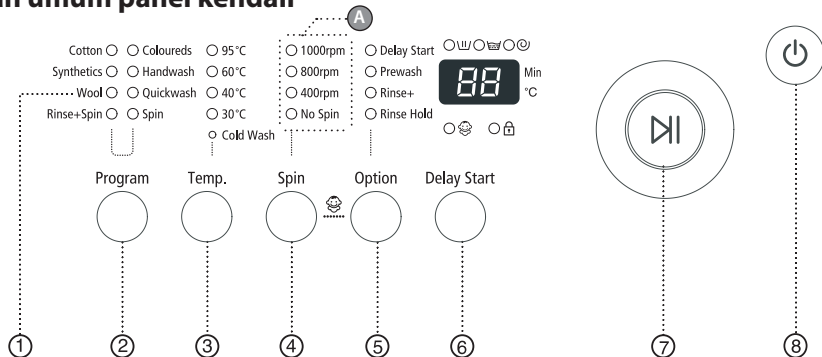 umum panel kendali
A
Cotton Coloureds 95°C 1000rpm Delay Start
Synthetics Handwash 60°C 800rpm Prewash 88 Min
Wool Quickwash 40°C 400rpm Rinse+ °C
Rinse+Spin Spin 30°C No Spin Rinse Hold
Cold Wash
Program Temp. Spin Option Delay Start
1 2 3 4 5 6 7 8